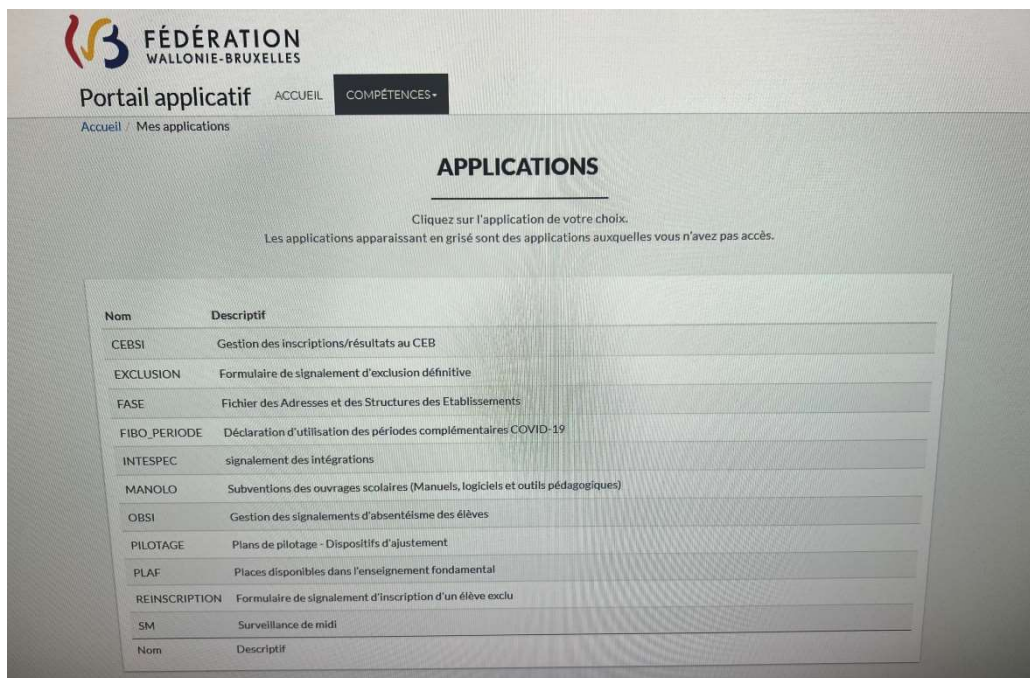 FÉDÉRATION
WALLONIE-BRUXELLES
Portail applicatif ACCUEIL COMPÉTENCES
Accueil / Mes applications
APPLICATIONS
Cliquez sur l'application de votre choix.
Les applications apparaissant en grisé sont des applications auxquelles vous n'avez pas accès.
Nom Descriptif
CEBSI Gestion des inscriptions/résultats au CEB
EXCLUSION Formulaire de signalement d'exclusion définitive
FASE Fichier des Adresses et des Structures des Etablissements
FIBO_PERIODE Déclaration d'utilisation des périodes complémentaires COVID-19
INTESPEC signalement des intégrations
MANOLO Subventions des ouvrages scolaires (Manuels, logiciels et outils pédagogiques)
OBSI Gestion des signalements d'absentéisme des élèves
PILOTAGE Plans de pilotage - Dispositifs d'ajustement
PLAF Places disponibles dans l'enseignement fondamental
REINSCRIPTION Formulaire de signalement d'inscription d'un élève exclu
SM Surveillance de midi
Nom Descriptif